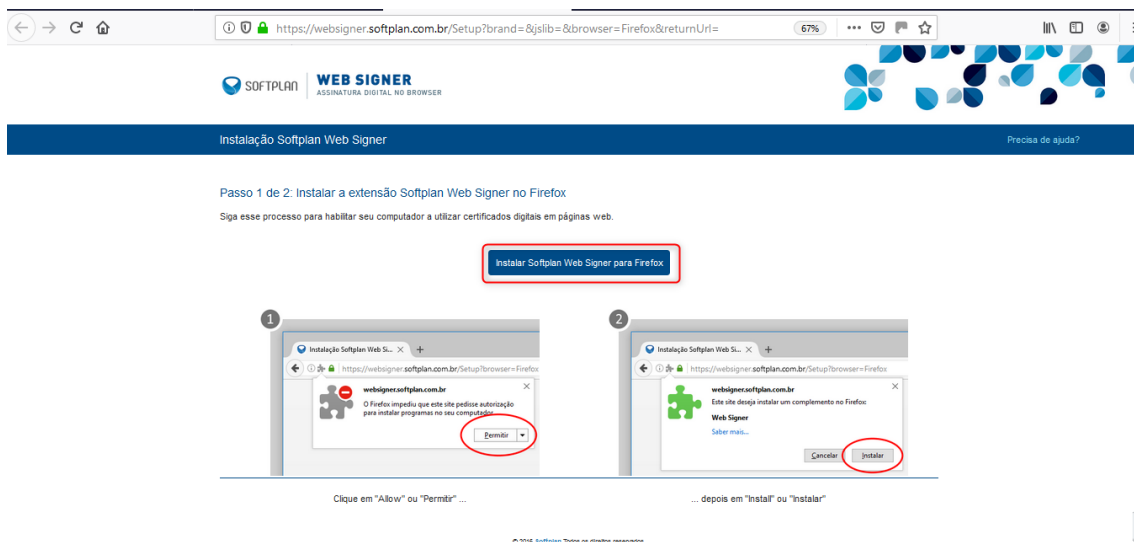 https://websigner.softplan.com.br/Setup?brand=&jslib=&browser=Firefox&returnUrl=
67%
SOFTPLAN
WEB SIGNER
ASSINATURA DIGITAL NO BROWSER
Instalação Softplan Web Signer
Precisa de ajuda?
Passo 1 de 2: Instalar a extensão Softplan Web Signer no Firefox
Siga esse processo para habilitar seu computador a utilizar certificados digitais em páginas web.
Instalar Softplan Web Signer para Firefox
1
Instalação Softplan Web Si...
https://websigner.softplan.com.br/Setup?browser=Firefox
websigner.softplan.com.br
O Firefox impediu que este site pedisse autorização
para instalar programas no seu computador.
Permitir
Clique em "Allow" ou "Permitir" ...
2
Instalação Softplan Web Si...
https://websigner.softplan.com.br/Setup?browser=Firefox
websigner.softplan.com.br
Este site deseja instalar um complemento no Firefox:
Web Signer
Saber mais...
Cancelar
Instalar
... depois em "Install" ou "Instalar"
Softplan Todos os direitos reservados